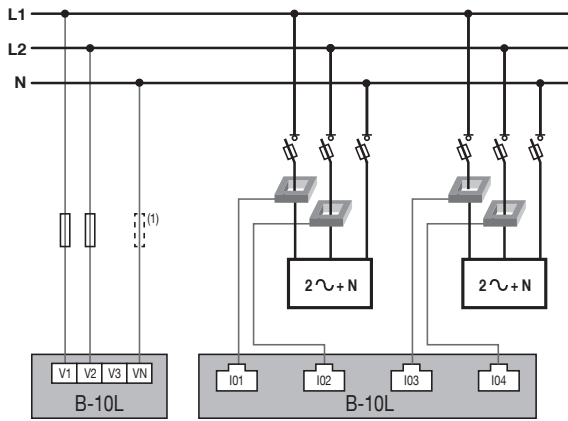 L1
L2
N
(1)
2 ∿ + N
2 ∿ + N
V1 V2 V3 VN
I01 I02 I03 I04
B-10L
B-10L